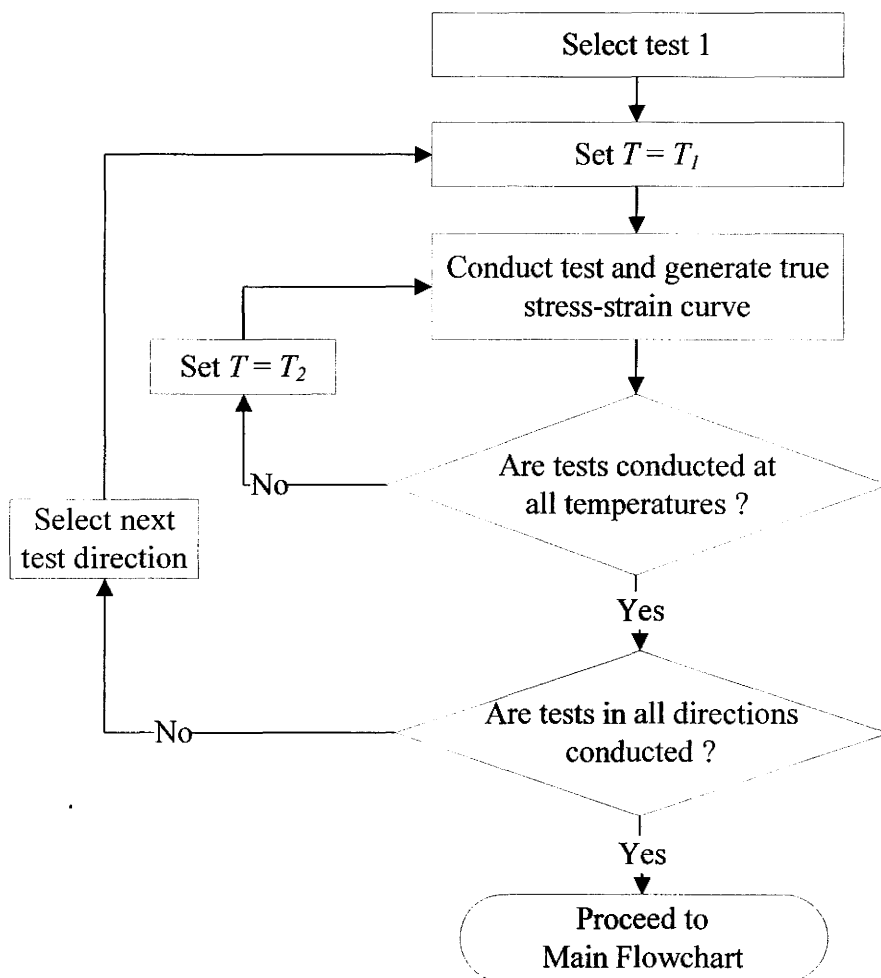 Select test 1
Set T = T1
Conduct test and generate true
stress-strain curve
Set T = T2
Are tests conducted at
all temperatures ?
No
Select next
test direction
Yes
Are tests in all directions
conducted ?
No
Yes
Proceed to
Main Flowchart